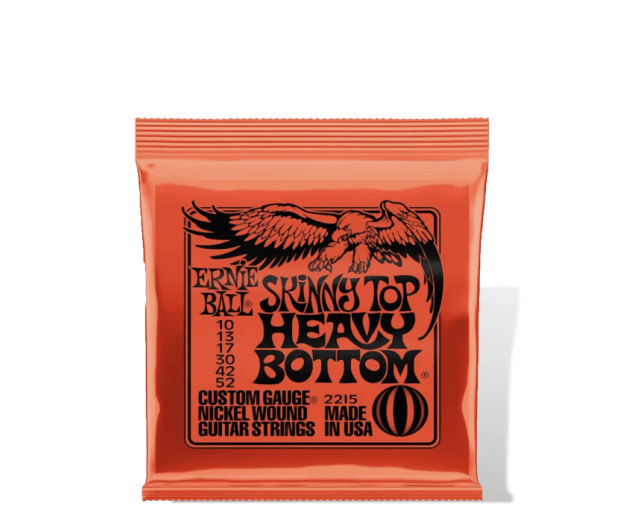 ERNIE
BALL®
SKINNY TOP
HEAVY
BOTTOM®
10
13
17
30
42
52
CUSTOM GAUGE®
NICKEL WOUND
GUITAR STRINGS
2215
MADE
IN USA